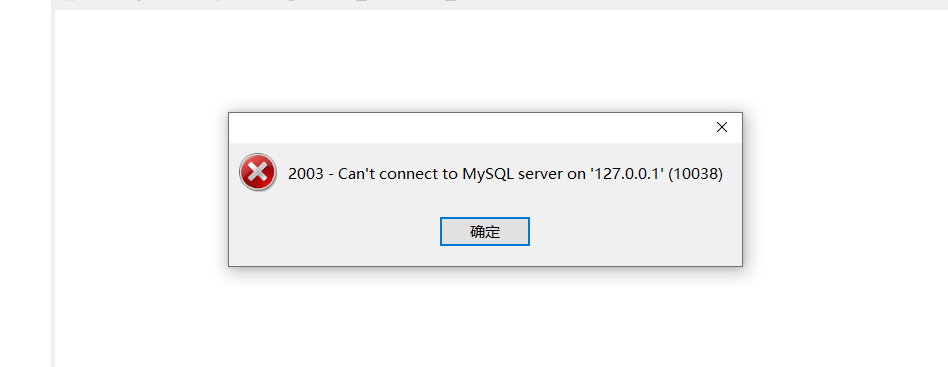 2003 - Can't connect to MySQL server on '127.0.0.1' (10038)
确定